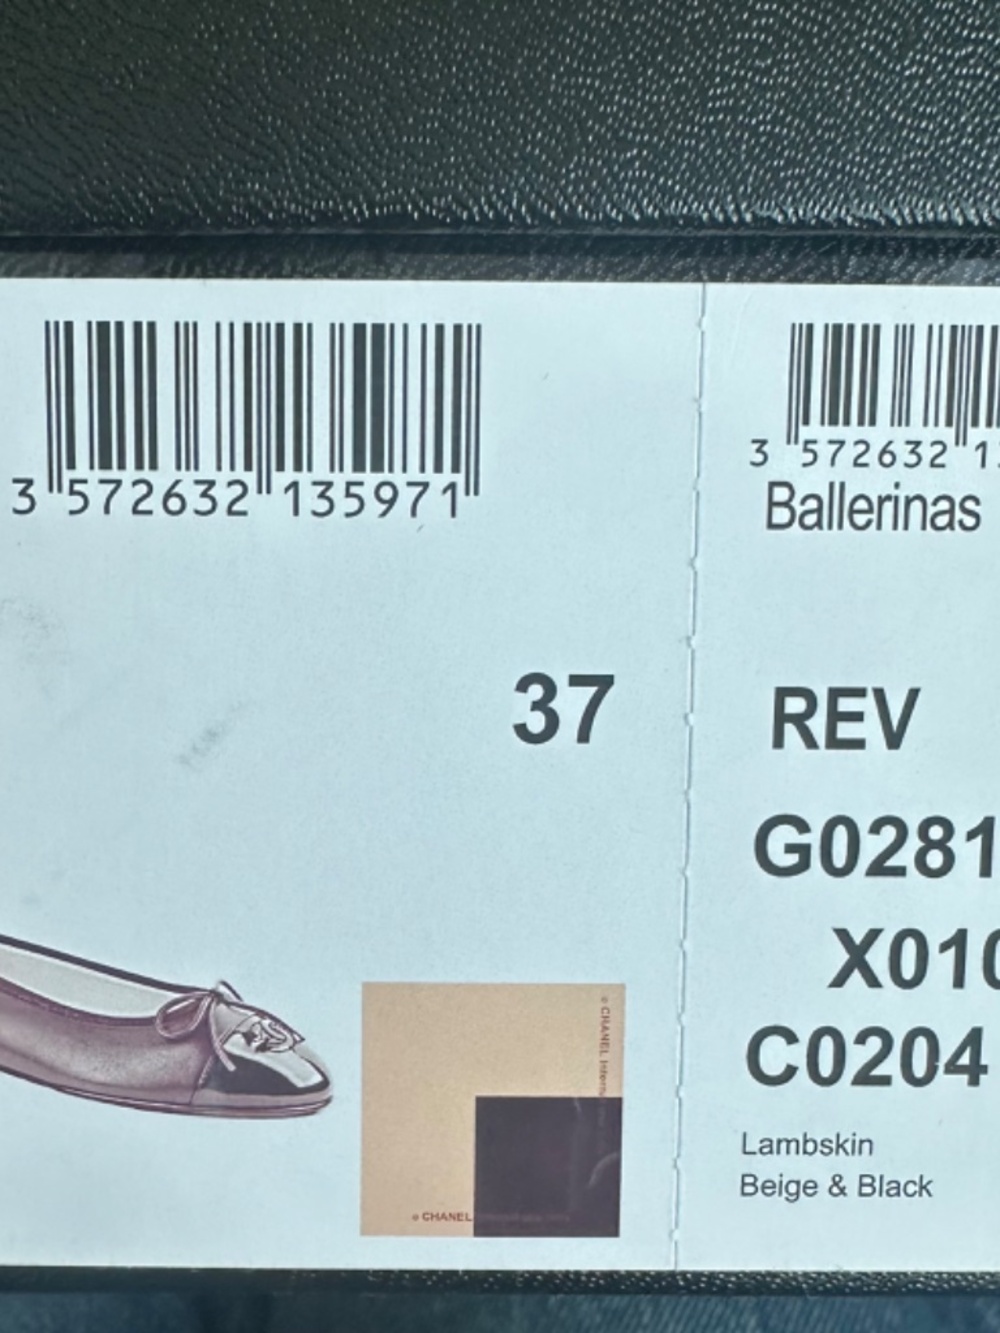 3 572632 135971
37
© CHANEL
© CHANEL
3 572632 1
Ballerinas
REV
G0281
X010
C0204
Lambskin
Beige & Black